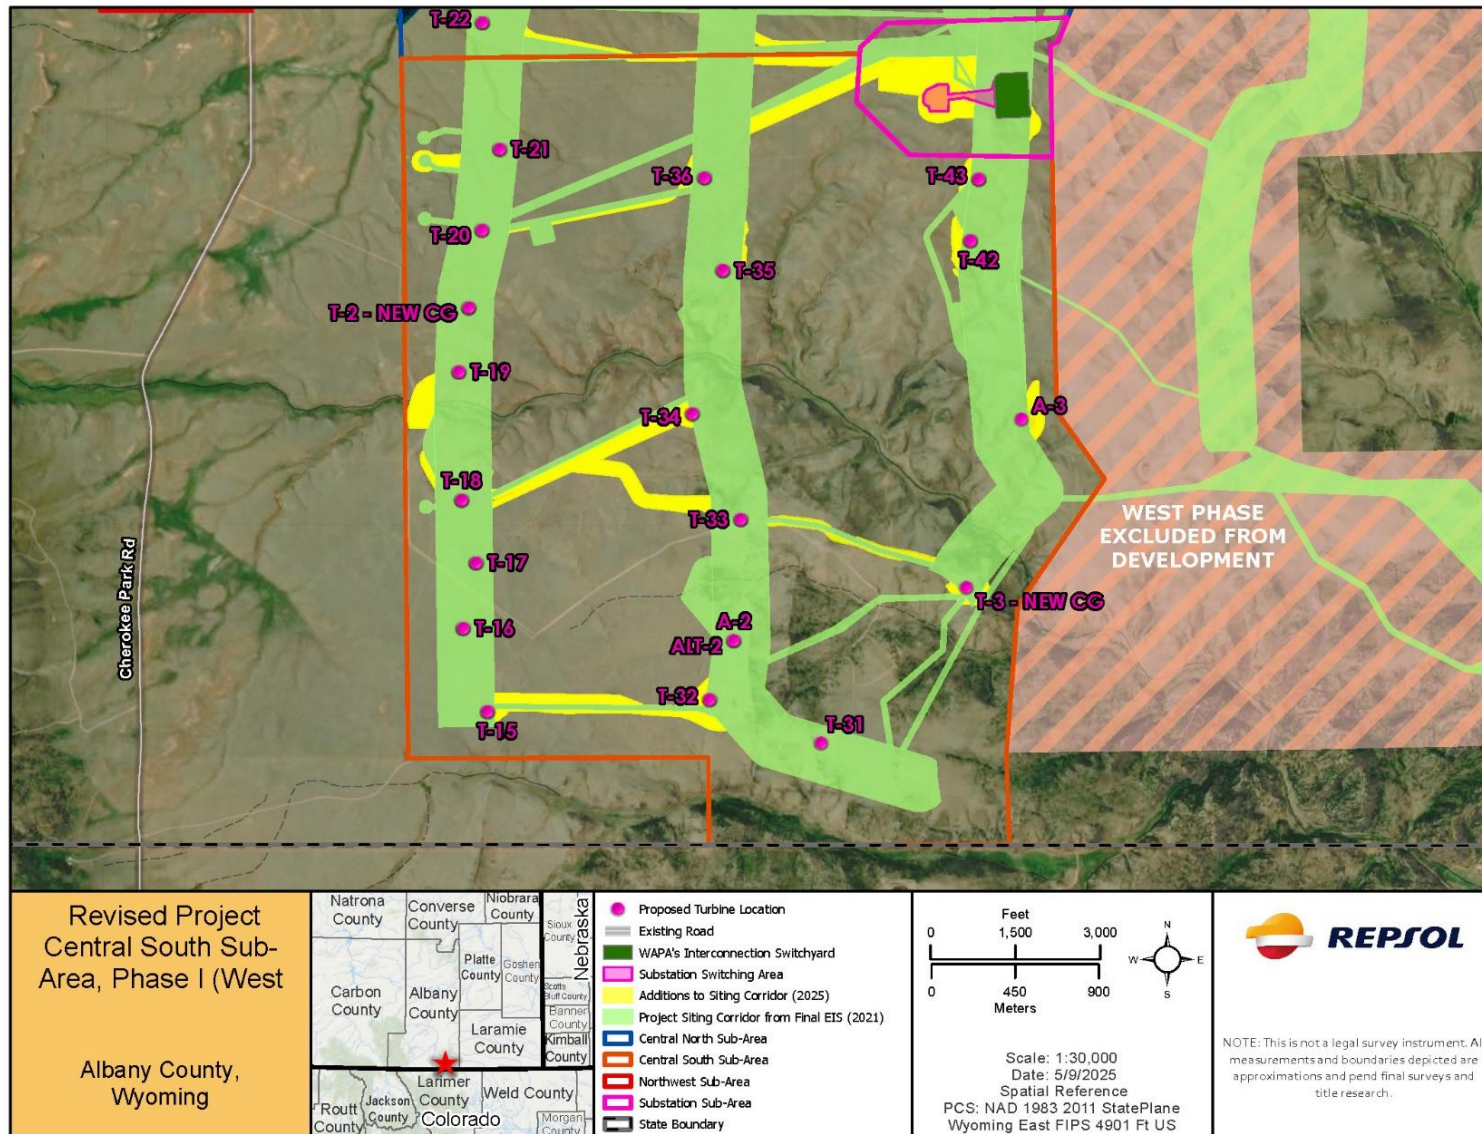 T-22
T-21
T-36
T-43
T-20
T-42
T-35
T-2 - NEW CG
T-19
A-3
T-34
T-18
T-33
WEST PHASE
EXCLUDED FROM
DEVELOPMENT
T-17
T-3 - NEW CG
Cherokee Park Rd
T-16
A-2
ALT-2
T-32
T-15
T-31
Revised Project
Central South Sub-
Area, Phase I (West
Albany County,
Wyoming
Natrona
County
Converse
County
Niobrara
County
Sioux
County
Nebraska
Platte
County
Goshen
County
Carbon
County
Albany
County
Scotts
Bluff County
Banner
County
Laramie
County
Kimball
County
Larimer
County
Weld County
Jackson
County
Routt
County
Colorado
Morgan
County
Proposed Turbine Location
Existing Road
WAPA's Interconnection Switchyard
Substation Switching Area
Additions to Siting Corridor (2025)
Project Siting Corridor from Final EIS (2021)
Central North Sub-Area
Central South Sub-Area
Northwest Sub-Area
Substation Sub-Area
State Boundary
Feet
0 1,500 3,000
0 450 900
Meters
N
W E
S
Scale: 1:30,000
Date: 5/9/2025
Spatial Reference
PCS: NAD 1983 2011 StatePlane
Wyoming East FIPS 4901 Ft US
REPSOL
NOTE: This is not a legal survey instrument. Al
measurements and boundaries depicted are
approximations and pend final surveys and
title research.